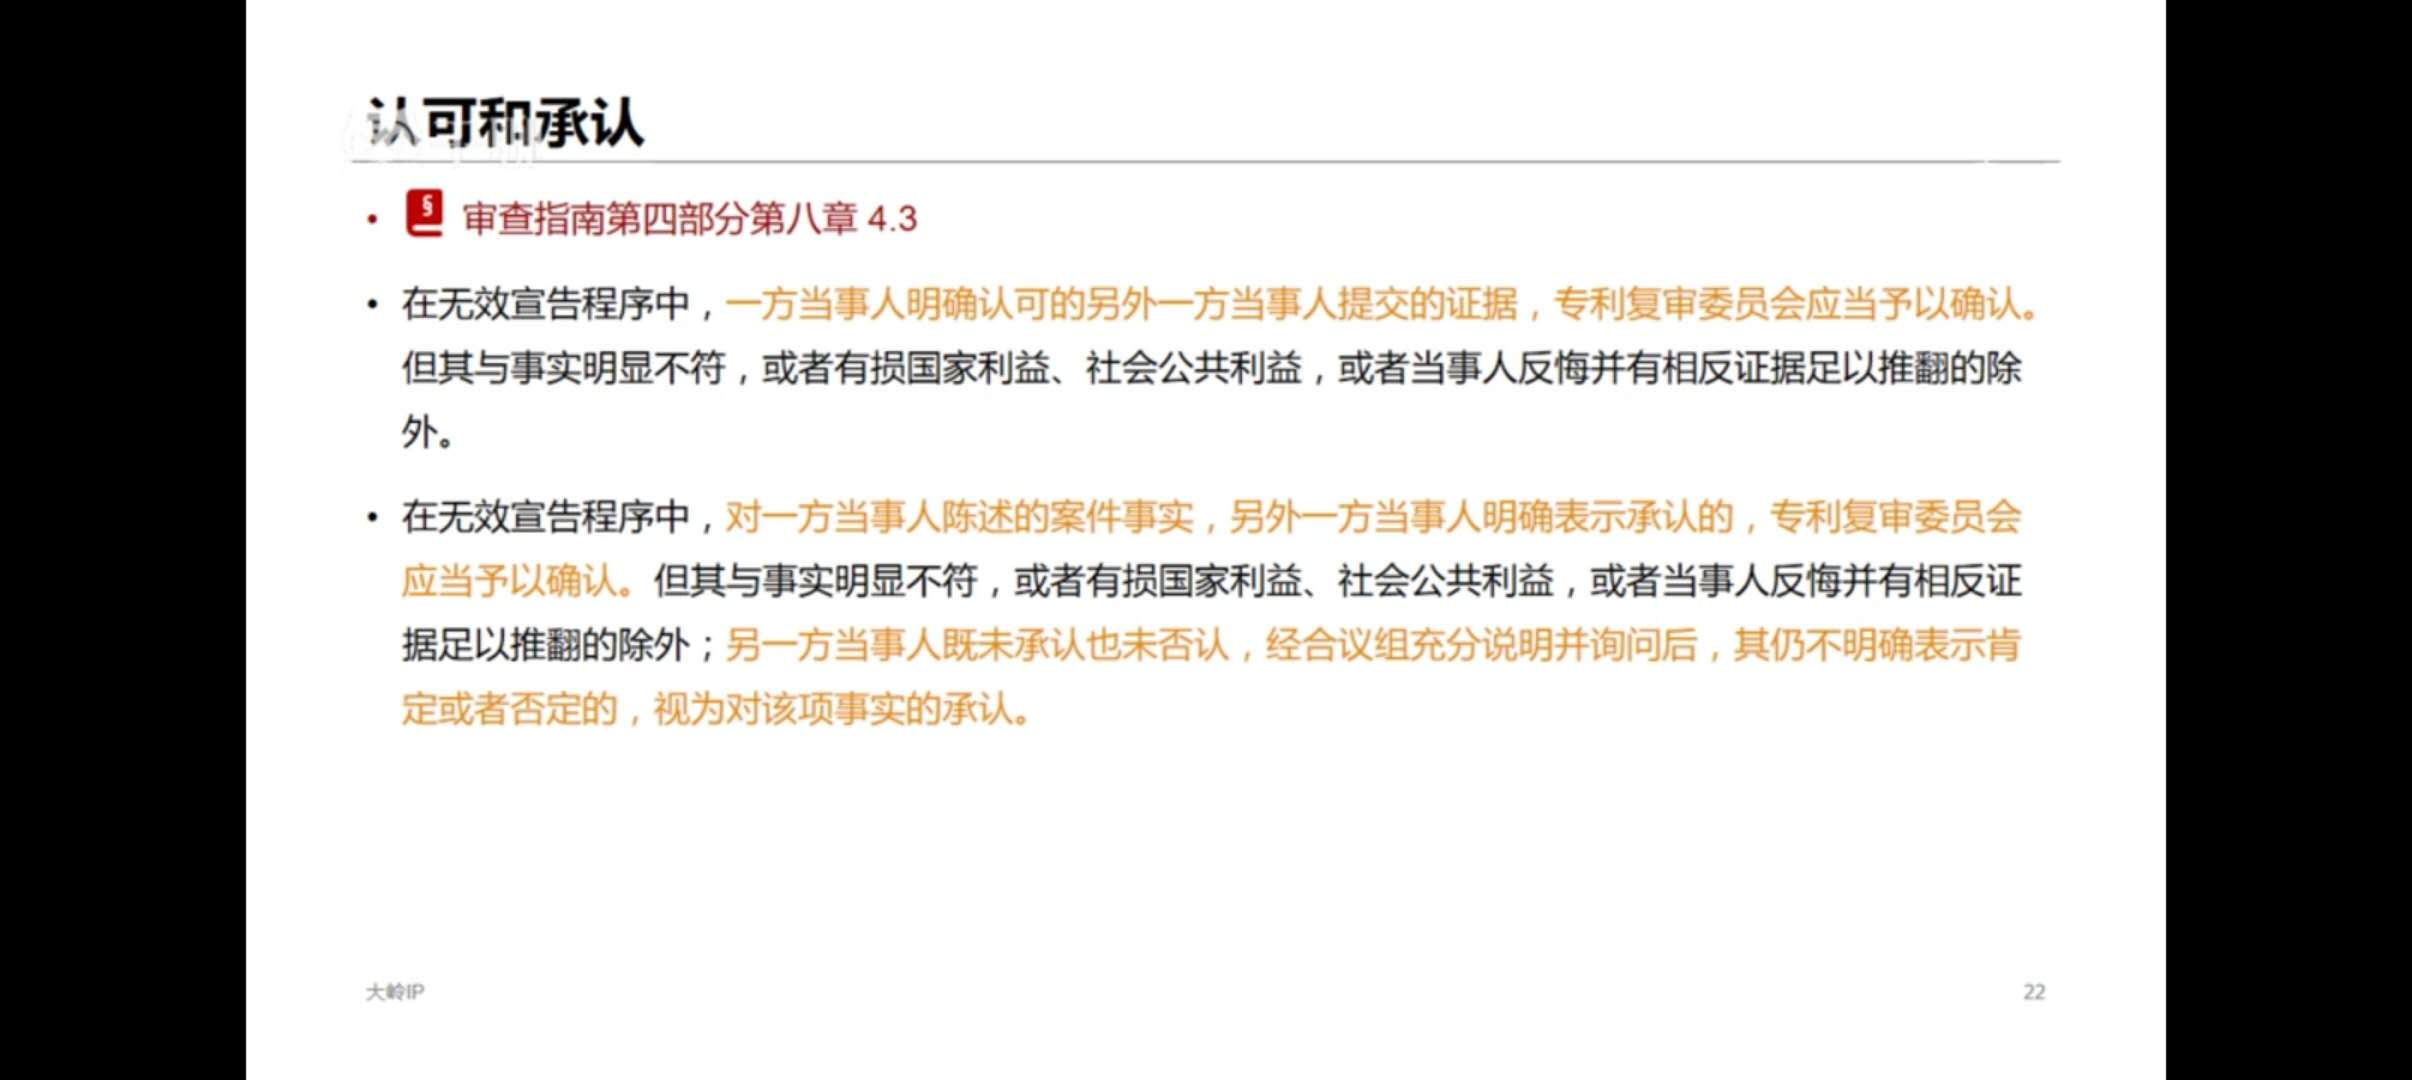 认可和承认
• § 审查指南第四部分第八章 4.3
• 在无效宣告程序中，一方当事人明确认可的另外一方当事人提交的证据，专利复审委员会应当予以确认。
但其与事实明显不符，或者有损国家利益、社会公共利益，或者当事人反悔并有相反证据足以推翻的除
外。
• 在无效宣告程序中，对一方当事人陈述的案件事实，另外一方当事人明确表示承认的，专利复审委员会
应当予以确认。但其与事实明显不符，或者有损国家利益、社会公共利益，或者当事人反悔并有相反证
据足以推翻的除外；另一方当事人既未承认也未否认，经合议组充分说明并询问后，其仍不明确表示肯
定或者否定的，视为对该项事实的承认。
大岭IP
22